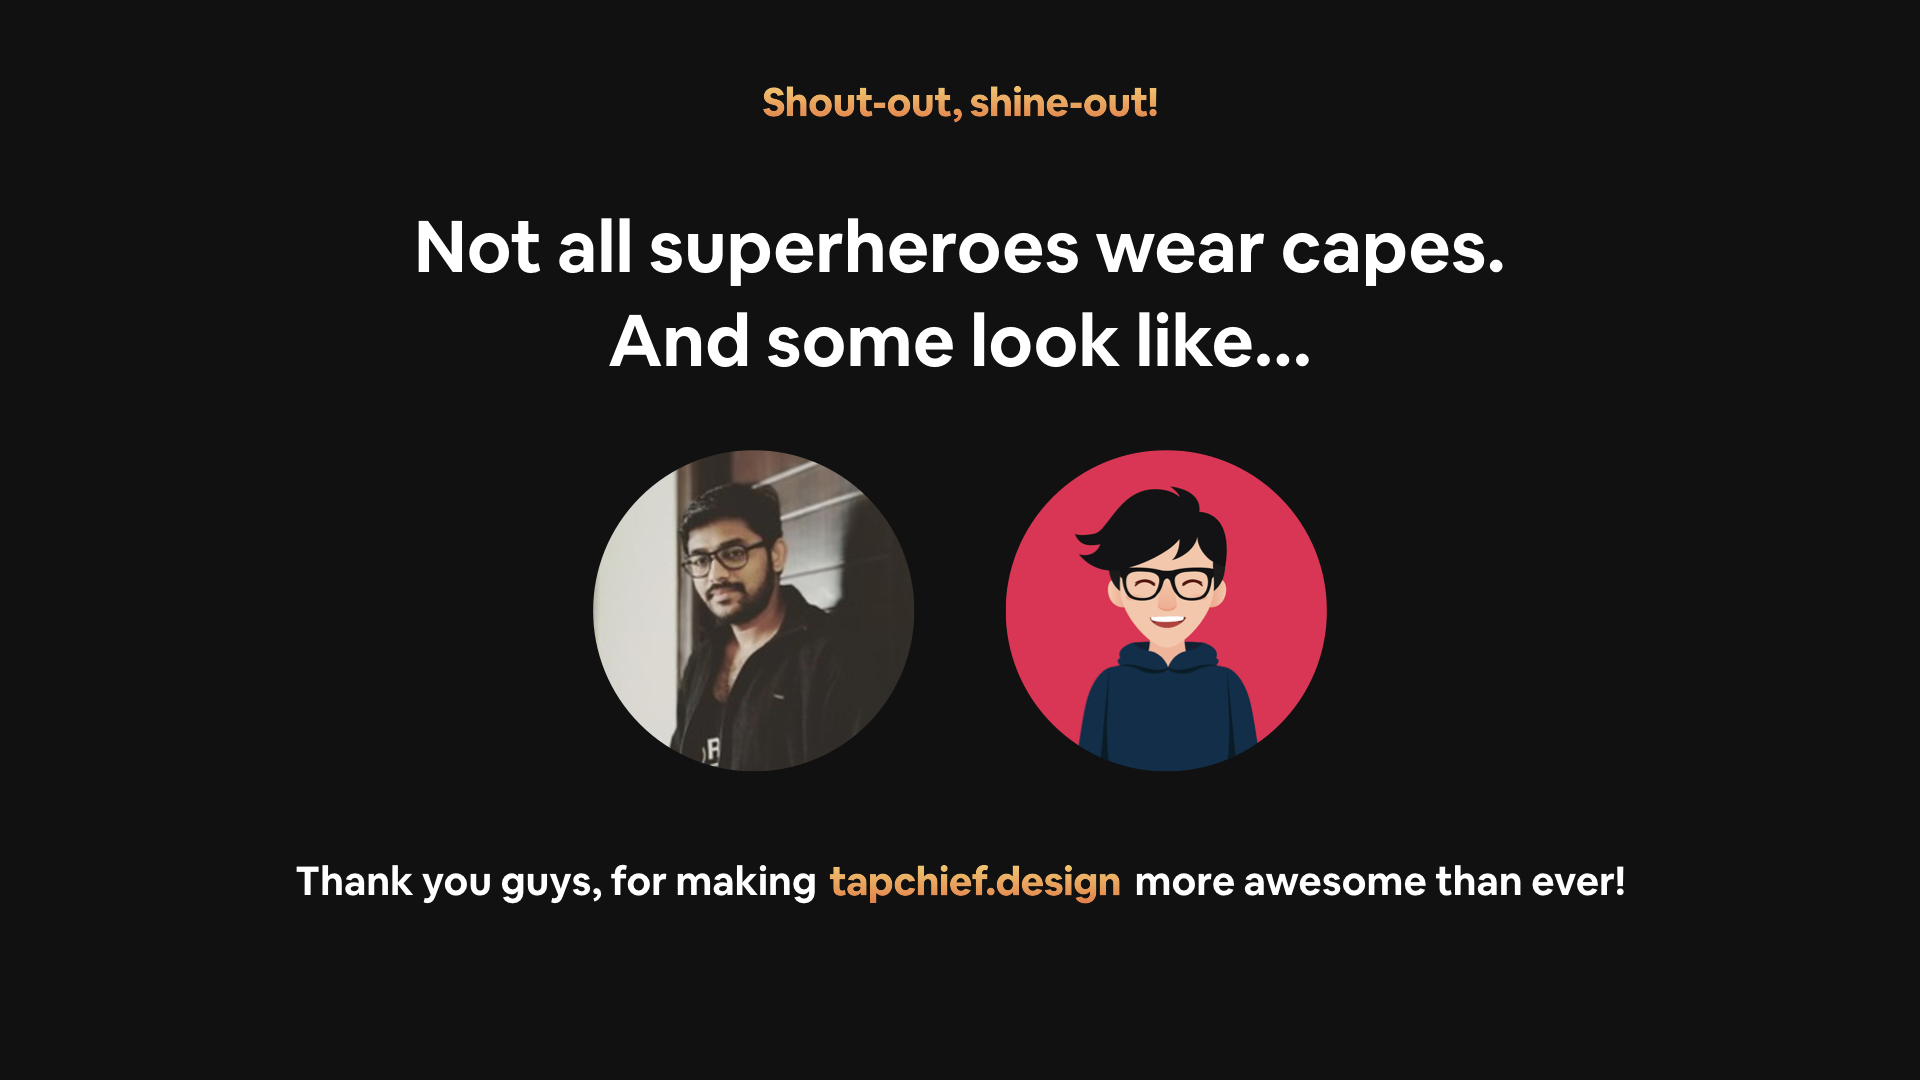 Shout-out, shine-out!
Not all superheroes wear capes.
And some look like...
Thank you guys, for making tapchief.design more awesome than ever!